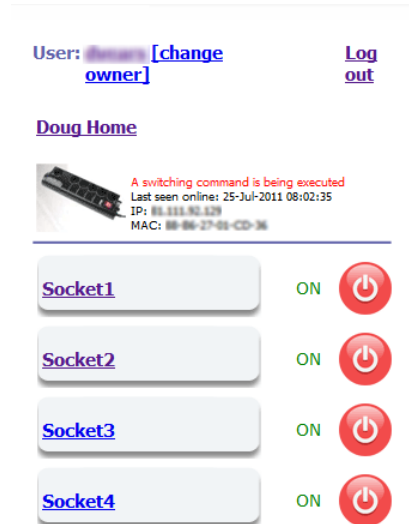 User: [change owner]
Log out
Doug Home
A switching command is being executed
Last seen online: 25-Jul-2011 08:02:35
IP:
MAC:
Socket1 ON
Socket2 ON
Socket3 ON
Socket4 ON